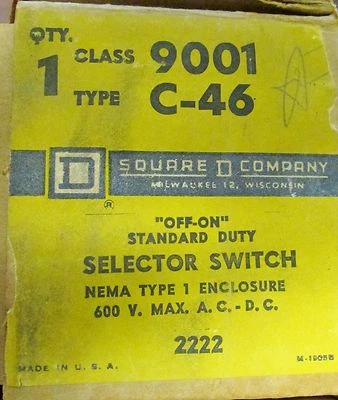 QTY. CLASS 9001
1 TYPE C-46
D SQUARE D COMPANY
MILWAUKEE 12, WISCONSIN
®
"OFF-ON"
STANDARD DUTY
SELECTOR SWITCH
NEMA TYPE 1 ENCLOSURE
600 V. MAX. A.C.-D.C.
2222
MADE IN U.S.A.